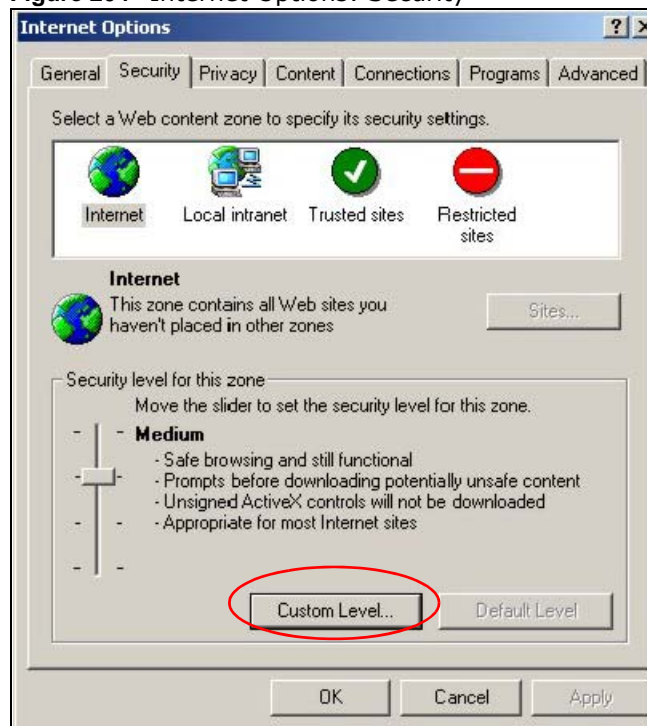 Internet Options: Security
Internet Options
General Security Privacy Content Connections Programs Advanced
Select a Web content zone to specify its security settings.
Internet Local intranet Trusted sites Restricted sites
Internet
This zone contains all Web sites you
haven't placed in other zones
Sites...
Security level for this zone
Move the slider to set the security level for this zone.
Medium
- Safe browsing and still functional
- Prompts before downloading potentially unsafe content
- Unsigned ActiveX controls will not be downloaded
- Appropriate for most Internet sites
Custom Level... Default Level
OK Cancel Apply